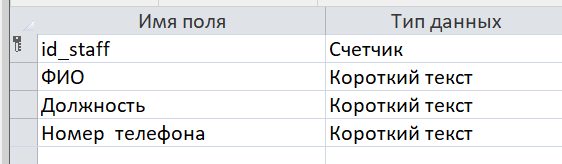 Имя поля Тип данных
id_staff Счетчик
ФИО Короткий текст
Должность Короткий текст
Номер телефона Короткий текст